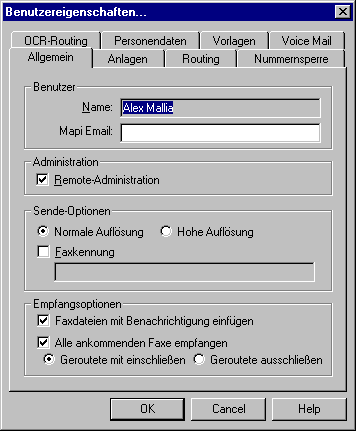 Benutzereigenschaften...
OCR-Routing Personendaten Vorlagen Voice Mail
Allgemein Anlagen Routing Nummernsperre
Benutzer
Name: Alex Mallia
Mapi Email:
Administration
Remote-Administration
Sende-Optionen
Normale Auflösung Hohe Auflösung
Faxkennung
Empfangsoptionen
Faxdateien mit Benachrichtigung einfügen
Alle ankommenden Faxe empfangen
Geroutete mit einschließen Geroutete ausschließen
OK Cancel Help